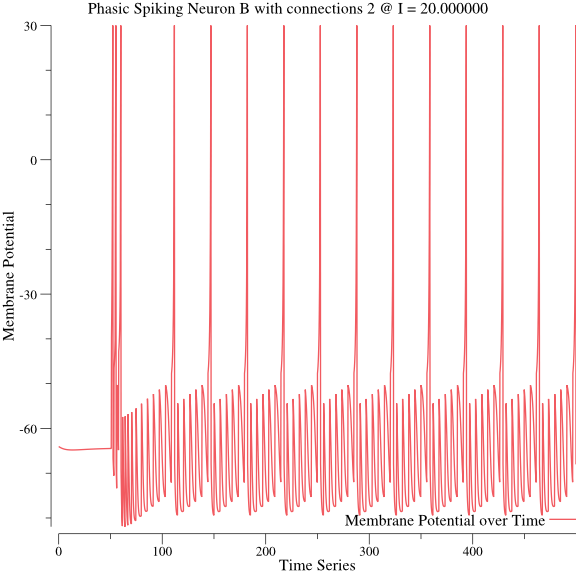 Phasic Spiking Neuron B with connections 2 @ I = 20.000000
30
0
-30
-60
Membrane Potential
Membrane Potential over Time
0 100 200 300 400
Time Series